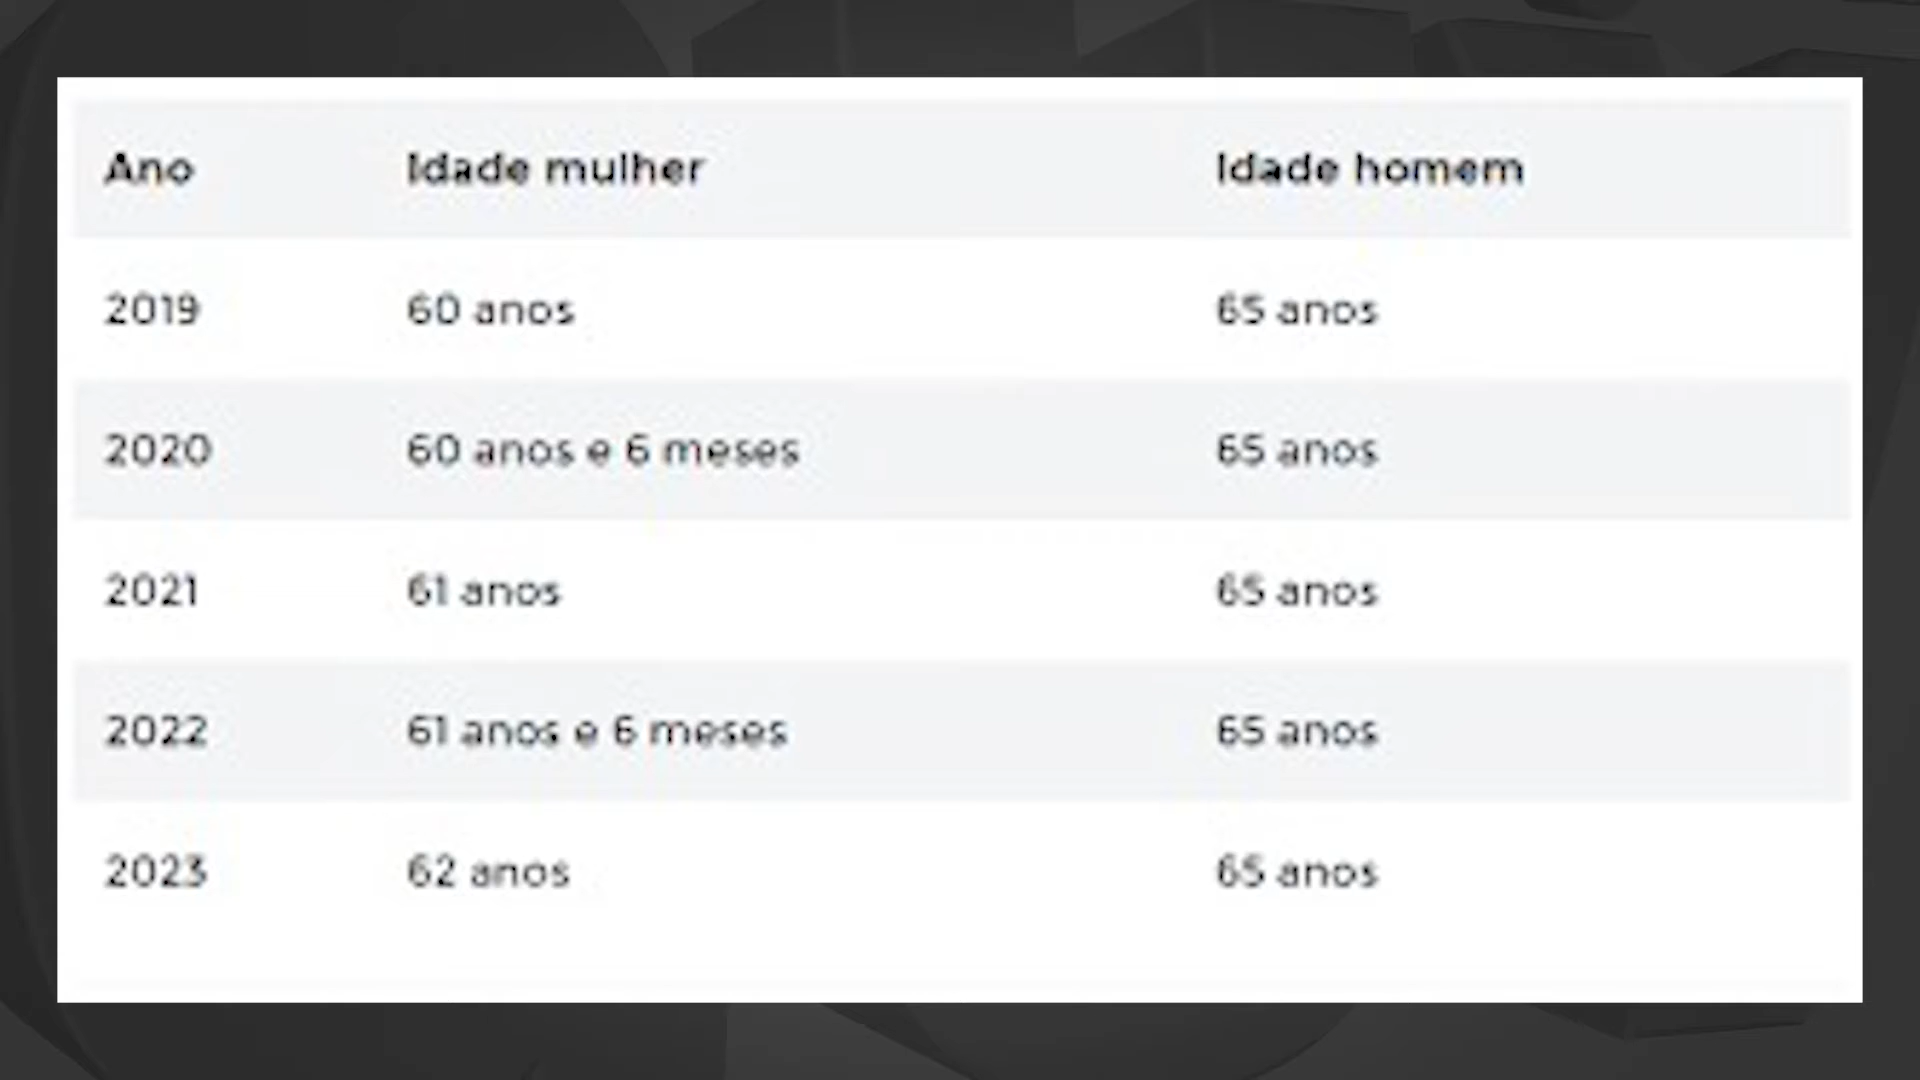 Ano Idade mulher Idade homem
2019 60 anos 65 anos
2020 60 anos e 6 meses 65 anos
2021 61 anos 65 anos
2022 61 anos e 6 meses 65 anos
2023 62 anos 65 anos